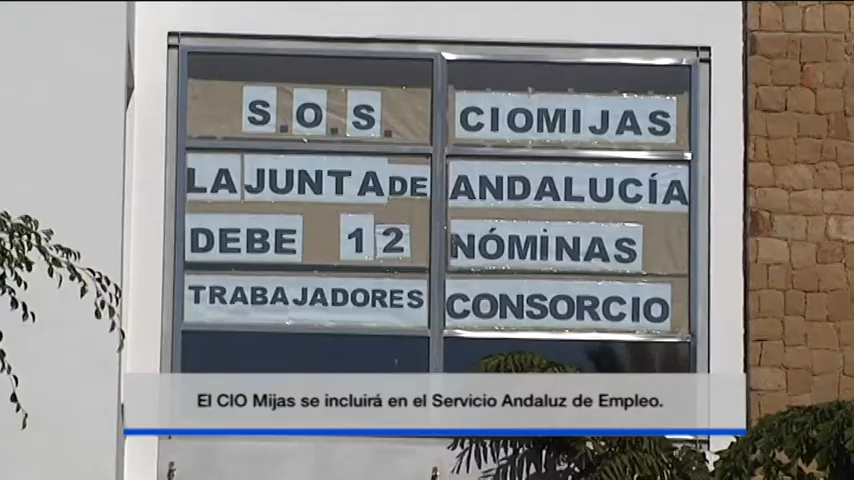 S.O.S. CIOMIJAS
LA JUNTA DE ANDALUCÍA
DEBE 12 NÓMINAS
TRABAJADORES CONSORCIO
El CIO Mijas se incluirá en el Servicio Andaluz de Empleo.